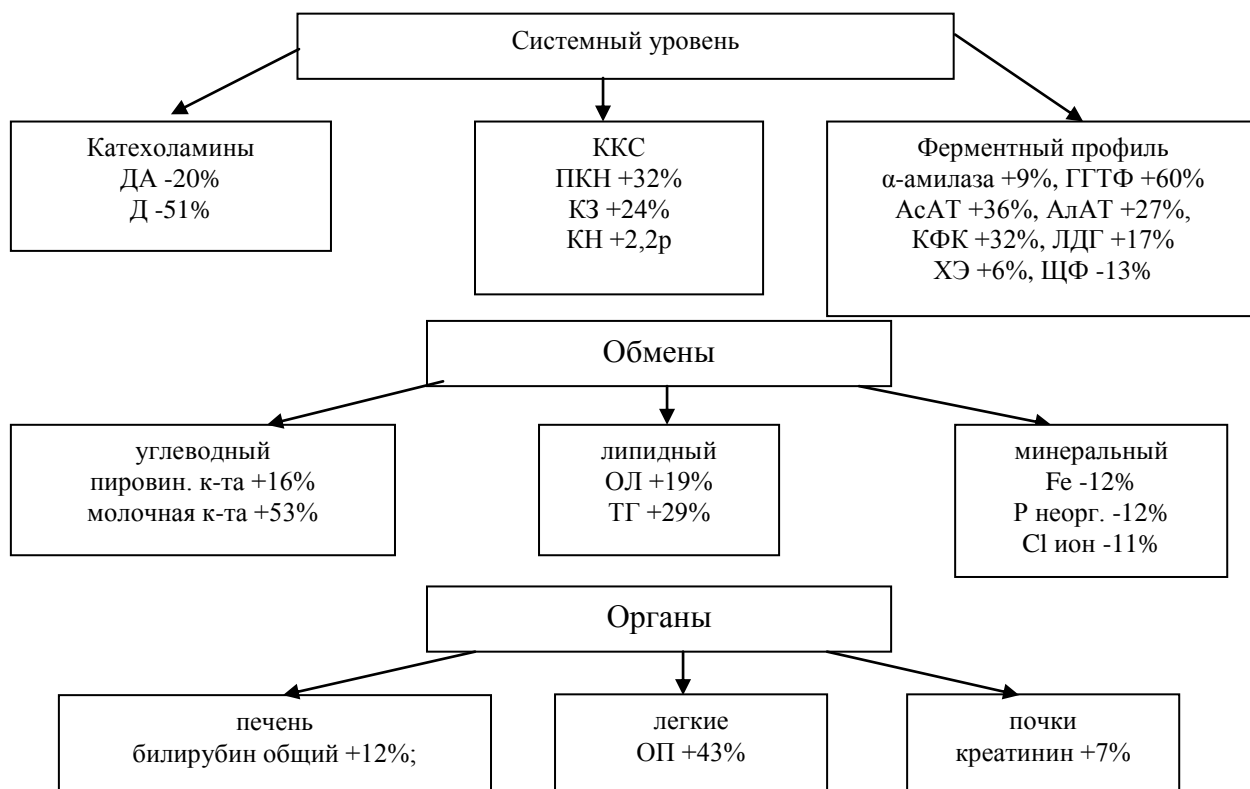 Системный уровень
Катехоламины
ДА -20%
Д -51%
ККС
ПКН +32%
КЗ +24%
КН +2,2р
Ферментный профиль
α-амилаза +9%, ГГТФ +60%
АсАТ +36%, АлАТ +27%,
КФК +32%, ЛДГ +17%
ХЭ +6%, ЩФ -13%
Обмены
углеводный
пировин. к-та +16%
молочная к-та +53%
липидный
ОЛ +19%
ТГ +29%
минеральный
Fe -12%
Р неорг. -12%
Cl ион -11%
Органы
печень
билирубин общий +12%;
легкие
ОП +43%
почки
креатинин +7%